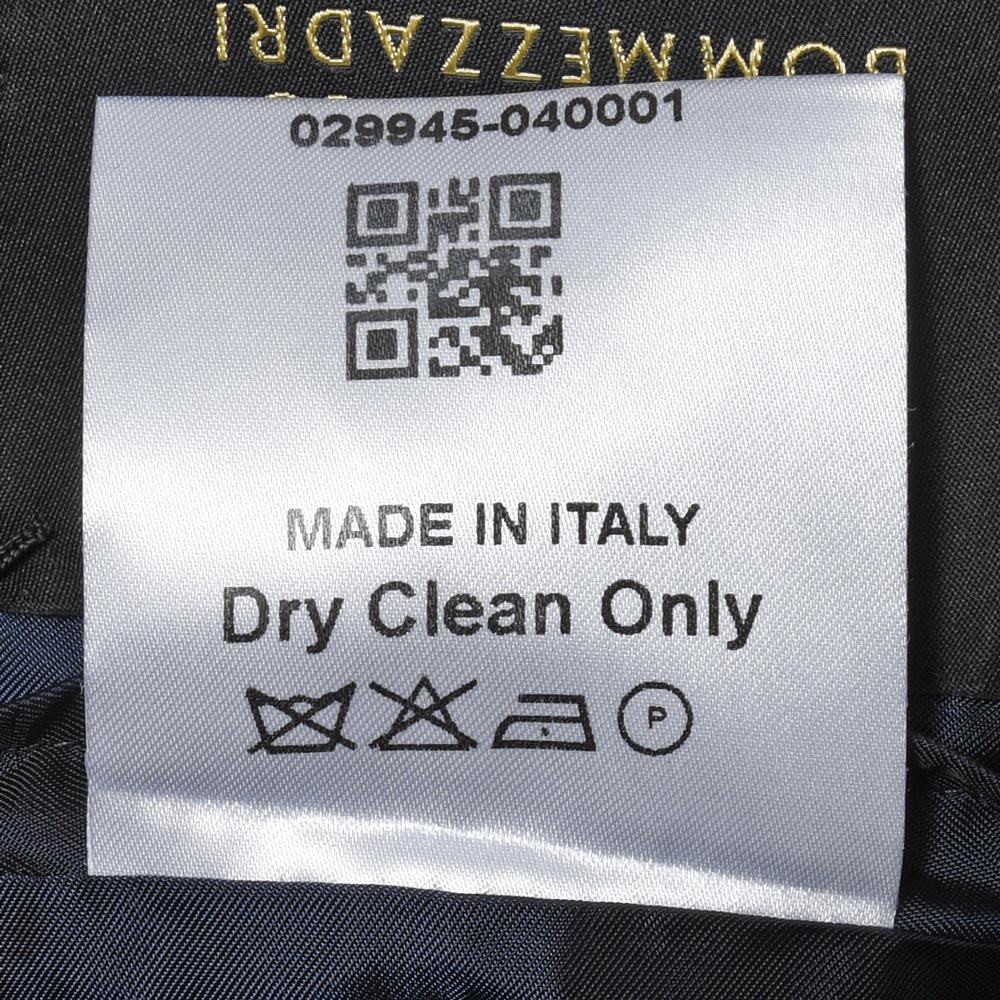 BOMMEZZADRI
029945-040001
MADE IN ITALY
Dry Clean Only
P